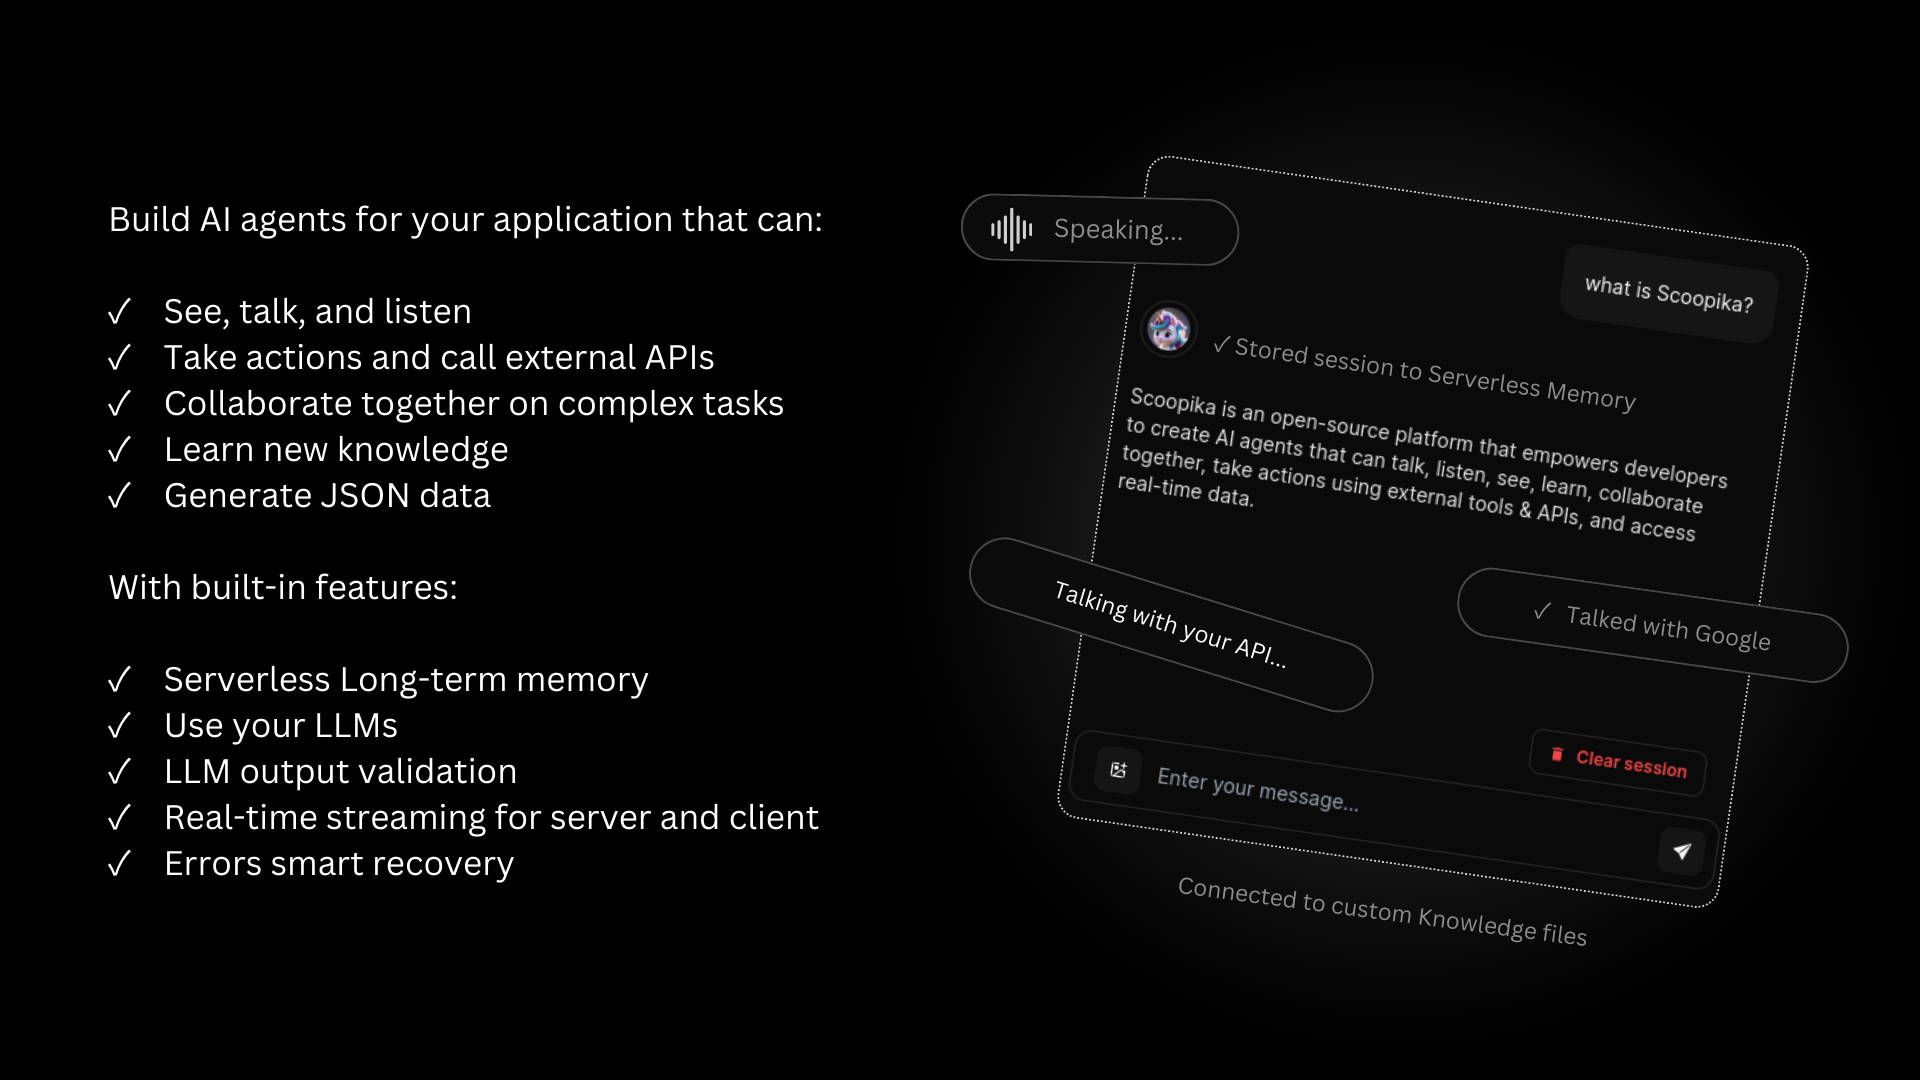 Build AI agents for your application that can:
✓ See, talk, and listen
✓ Take actions and call external APIs
✓ Collaborate together on complex tasks
✓ Learn new knowledge
✓ Generate JSON data
With built-in features:
✓ Serverless Long-term memory
✓ Use your LLMs
✓ LLM output validation
✓ Real-time streaming for server and client
✓ Errors smart recovery
Speaking...
what is Scoopika?
✓ Stored session to Serverless Memory
Scoopika is an open-source platform that empowers developers
to create AI agents that can talk, listen, see, learn, collaborate
together, take actions using external tools & APIs, and access
real-time data.
Talking with your API...
✓ Talked with Google
Clear session
Enter your message...
Connected to custom Knowledge files